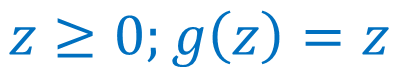 z ≥ 0; g(z) = z